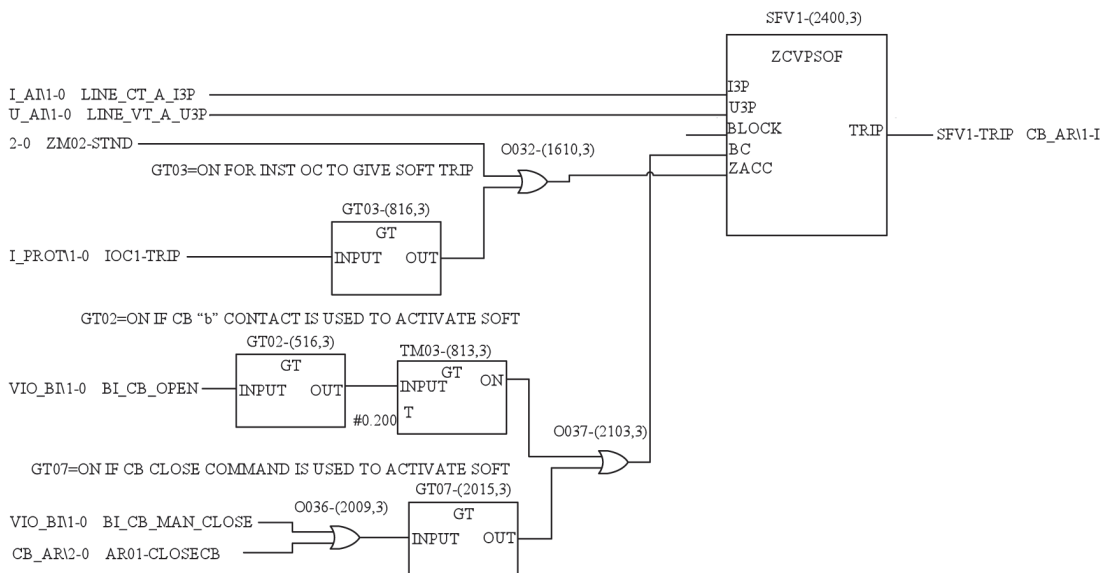 SFV1-(2400,3)
ZCVPSOF
I_AI\1-0 LINE_CT_A_I3P
I3P
U_AI\1-0 LINE_VT_A_U3P
U3P
BLOCK
TRIP
SFV1-TRIP CB_AR\1-I
2-0 ZM02-STND
O032-(1610,3)
BC
ZACC
GT03=ON FOR INST OC TO GIVE SOFT TRIP
GT03-(816,3)
GT
I_PROT\1-0 IOC1-TRIP
INPUT OUT
GT02=ON IF CB “b” CONTACT IS USED TO ACTIVATE SOFT
GT02-(516,3)
TM03-(813,3)
GT
GT
VIO_BI\1-0 BI_CB_OPEN
INPUT OUT
INPUT ON
T
#0.200
O037-(2103,3)
GT07=ON IF CB CLOSE COMMAND IS USED TO ACTIVATE SOFT
GT07-(2015,3)
O036-(2009,3)
GT
VIO_BI\1-0 BI_CB_MAN_CLOSE
INPUT OUT
CB_AR\2-0 AR01-CLOSECB